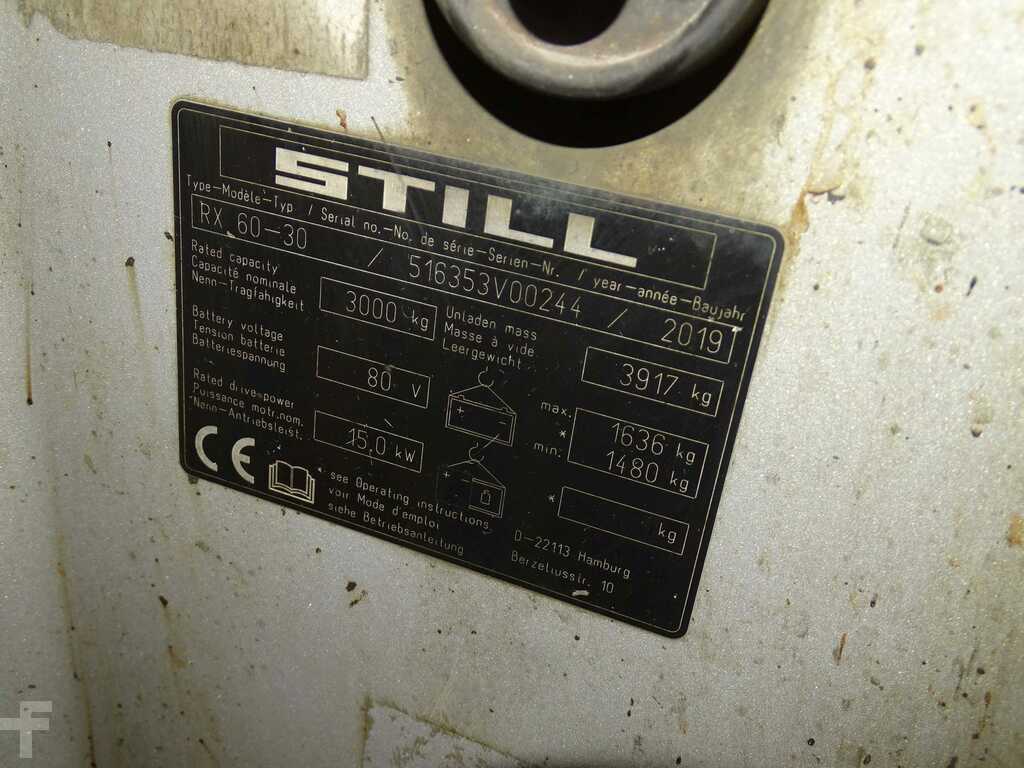 STILL
Type-Modèle-Typ / Serial no.-No. de série-Serien-Nr. / year-année-Baujahr
RX 60-30 / 516353V00244 / 2019
Rated capacity
Capacité nominale
Nenn-Tragfähigkeit
3000 kg
Unladen mass
Masse à vide
Leergewicht
3917 kg
Battery voltage
Tension batterie
Batteriespannung
80 V
max. 1636 kg
*
min. 1480 kg
Rated drive-power
Puissance motr.nom.
Nenn-Antriebsleist.
15,0 kW
* kg
CE
* see Operating instructions
voir Mode d'emploi
siehe Betriebsanleitung
D-22113 Hamburg
Berzeliusstr. 10